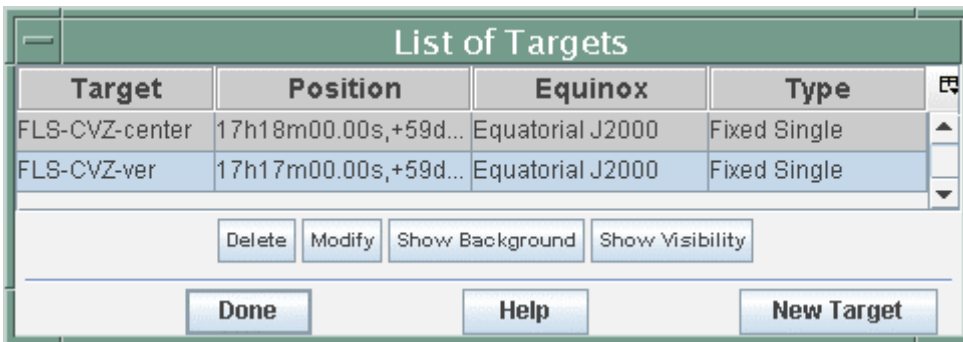 List of Targets
Target Position Equinox Type
FLS-CVZ-center 17h18m00.00s,+59d... Equatorial J2000 Fixed Single
FLS-CVZ-ver 17h17m00.00s,+59d... Equatorial J2000 Fixed Single
Delete Modify Show Background Show Visibility
Done Help New Target